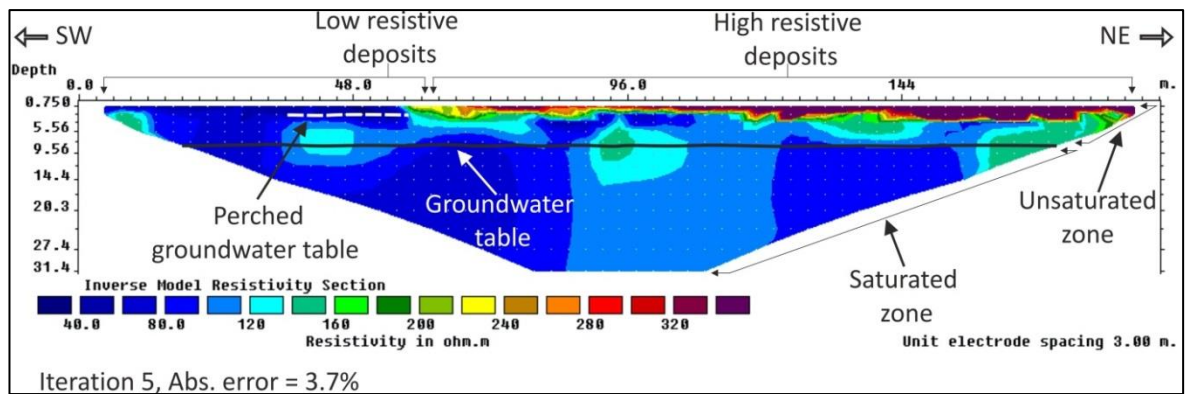 SW
Low resistive
deposits
High resistive
deposits
NE
Depth 0.0 48.0 96.0 144 m.
0.750
5.56
9.56
14.4
20.3
27.4
31.4
Perched
groundwater table
Groundwater
table
Unsaturated
zone
Saturated
zone
Inverse Model Resistivity Section
40.0 80.0 120 160 200 240 280 320
Resistivity in ohm.m
Unit electrode spacing 3.00 m.
Iteration 5, Abs. error = 3.7%